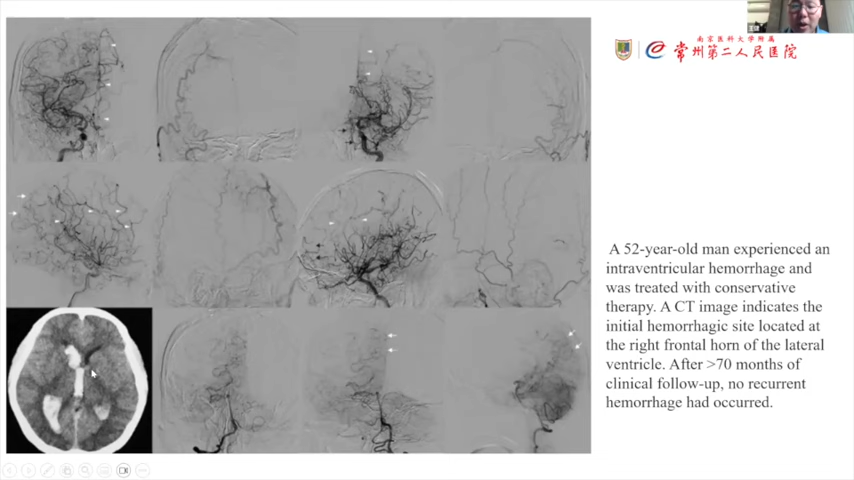 南京医科大学附属
常州第二人民医院
A 52-year-old man experienced an
intraventricular hemorrhage and
was treated with conservative
therapy. A CT image indicates the
initial hemorrhagic site located at
the right frontal horn of the lateral
ventricle. After >70 months of
clinical follow-up, no recurrent
hemorrhage had occurred.